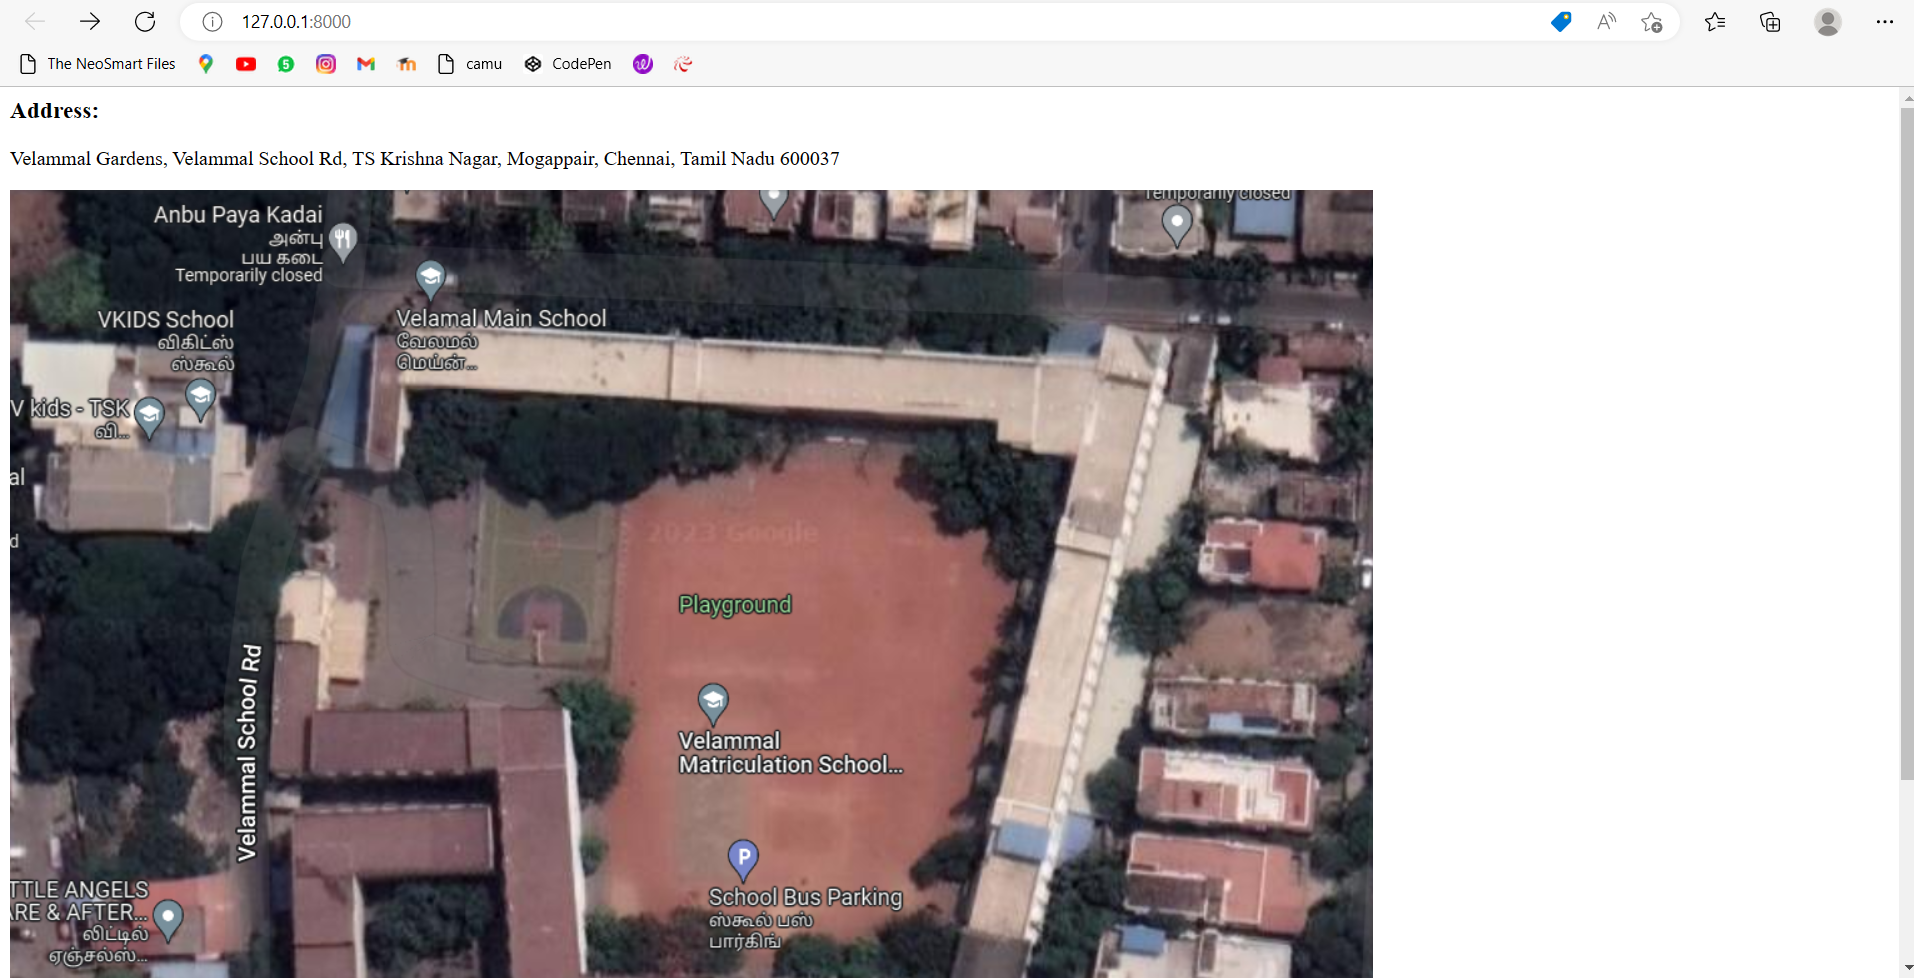 127.0.0.1:8000
The NeoSmart Files
camu
CodePen
Address:
Velammal Gardens, Velammal School Rd, TS Krishna Nagar, Mogappair, Chennai, Tamil Nadu 600037
Temporarily closed
Anbu Paya Kadai
அன்பு
பய கடை
Temporarily closed
Velamal Main School
வேலமல்
மெய்ன்...
VKIDS School
விகிட்ஸ்
ஸ்கூல்
V kids - TSK
வி...
al
d
2023 Google
Playground
Velammal School Rd
Velammal
Matriculation School...
P
School Bus Parking
ஸ்கூல் பஸ்
பார்கிங்
TTLE ANGELS
ARE & AFTER...
லிட்டில்
ஏஞ்சல்ஸ்...